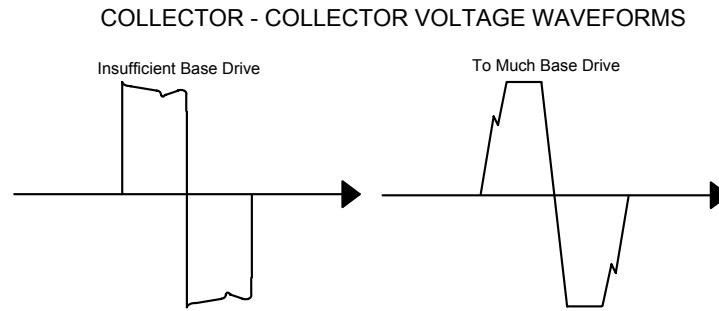 COLLECTOR - COLLECTOR VOLTAGE WAVEFORMS
Insufficient Base Drive
To Much Base Drive